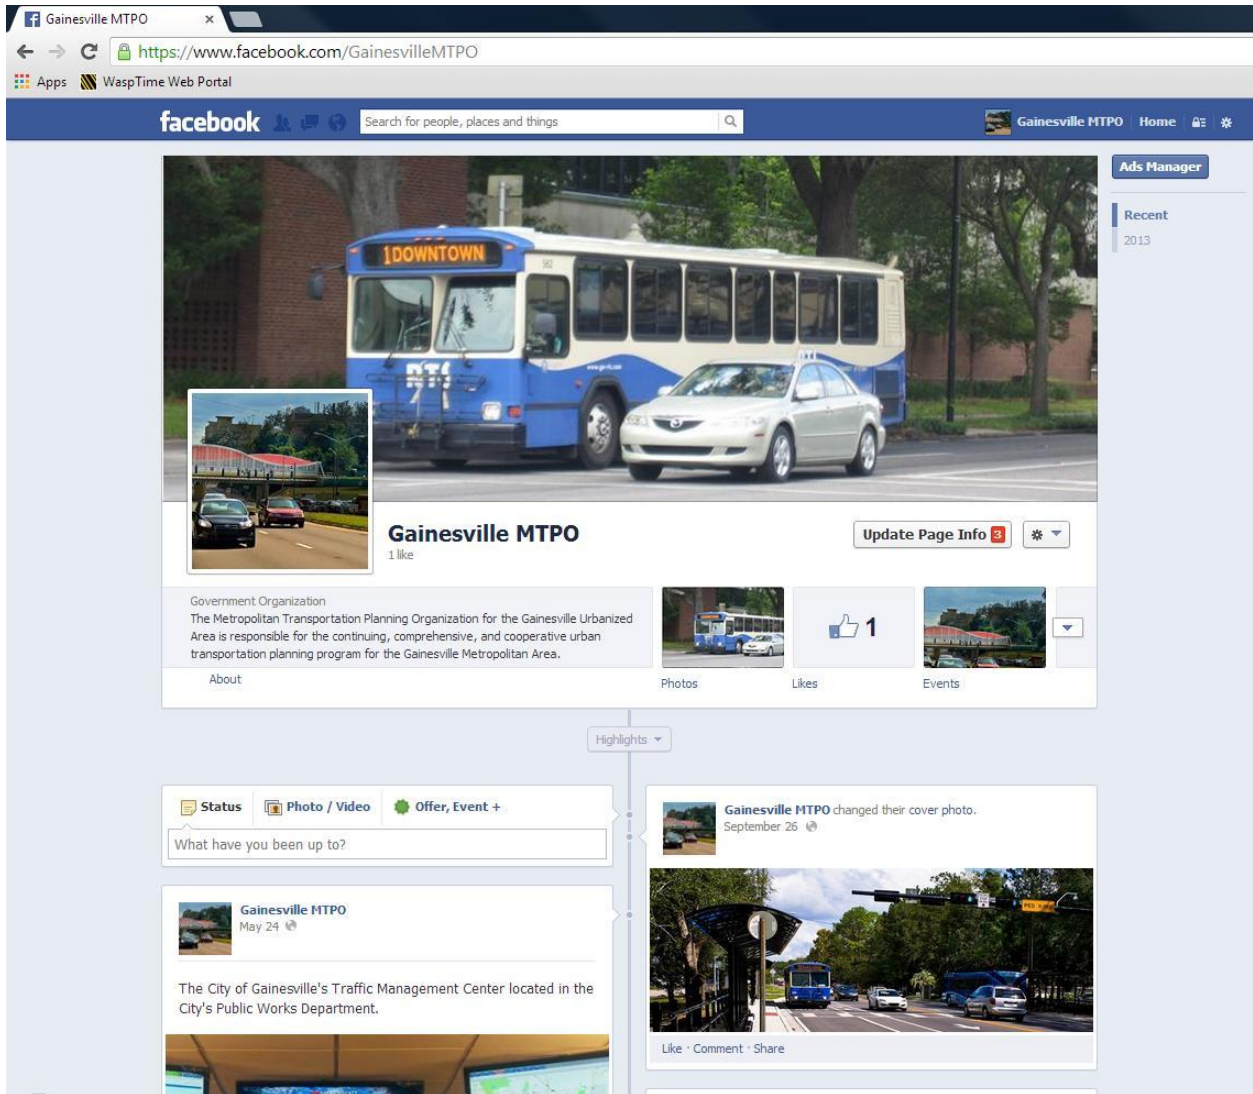 Gainesville MTPO
https://www.facebook.com/GainesvilleMTPO
Apps WaspTime Web Portal
facebook Search for people, places and things Gainesville MTPO Home
Ads Manager
Recent
2013
1DOWNTOWN
982
RTS
Gainesville MTPO
1 like
Update Page Info 3
Government Organization
The Metropolitan Transportation Planning Organization for the Gainesville Urbanized
Area is responsible for the continuing, comprehensive, and cooperative urban
transportation planning program for the Gainesville Metropolitan Area.
About
1
Photos Likes Events
Highlights
Status Photo / Video Offer, Event +
What have you been up to?
Gainesville MTPO
May 24
The City of Gainesville's Traffic Management Center located in the
City's Public Works Department.
Gainesville MTPO changed their cover photo.
September 26
Like · Comment · Share